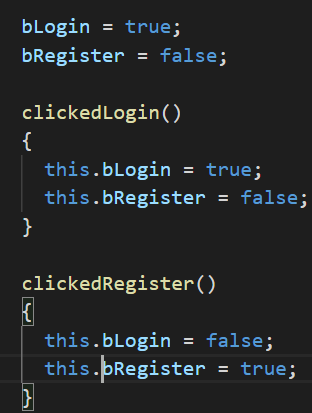 bLogin = true;
bRegister = false;
clickedLogin()
{
this.bLogin = true;
this.bRegister = false;
}
clickedRegister()
{
this.bLogin = false;
this.bRegister = true;
}